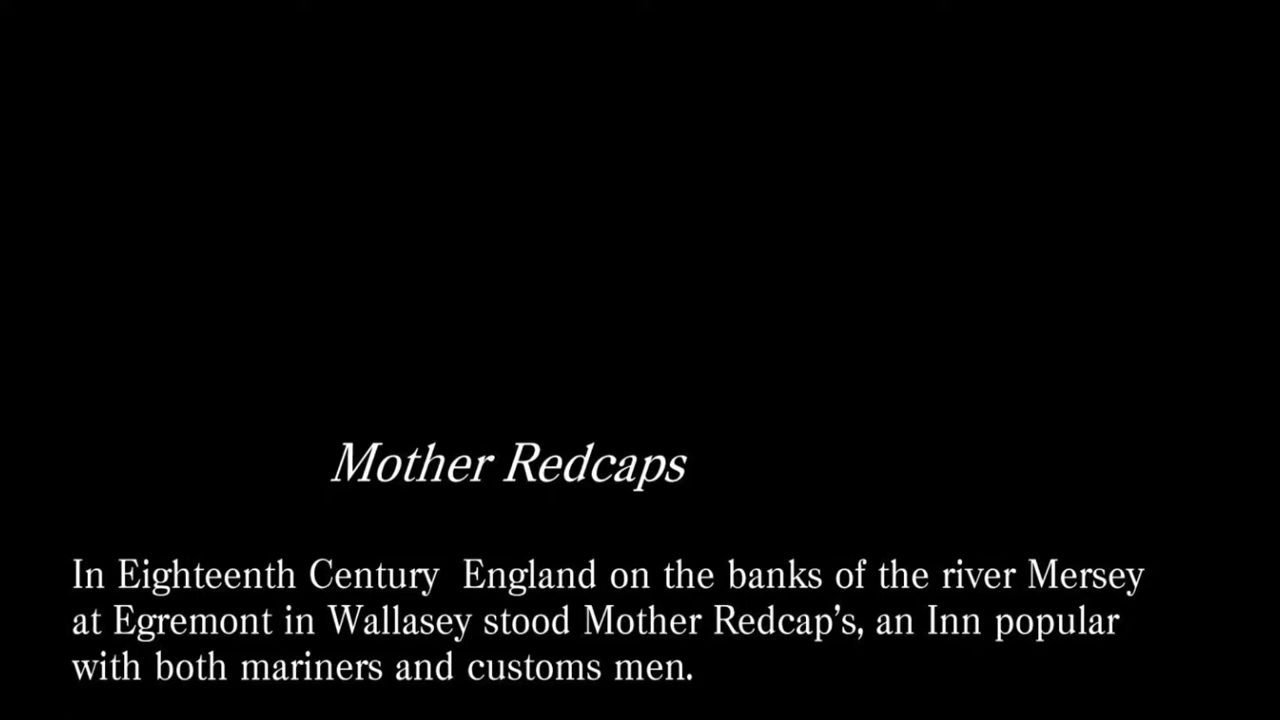 Mother Redcaps
In Eighteenth Century England on the banks of the river Mersey
at Egremont in Wallasey stood Mother Redcap's, an Inn popular
with both mariners and customs men.